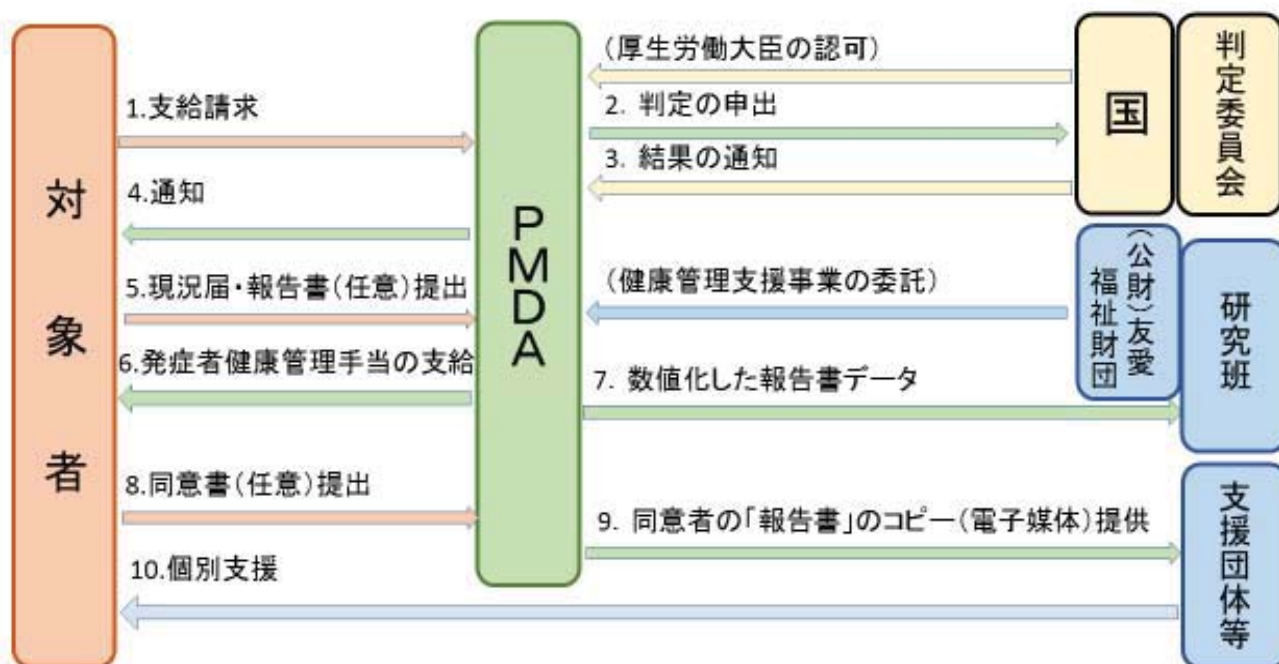 対象者
1.支給請求
4.通知
5.現況届・報告書(任意)提出
6.発症者健康管理手当の支給
8.同意書(任意)提出
10.個別支援
PMDA
(厚生労働大臣の認可)
2. 判定の申出
3. 結果の通知
(健康管理支援事業の委託)
7. 数値化した報告書データ
9. 同意者の「報告書」のコピー(電子媒体)提供
国
判定委員会
(公財)友愛
福祉財団
研究班
支援団体等